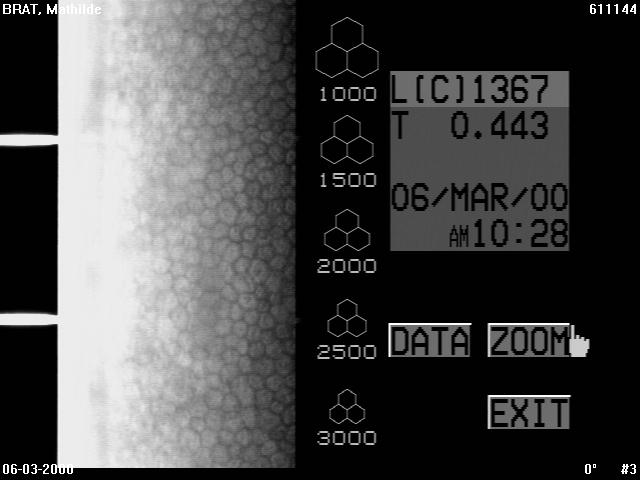 BRAT, Mathilde
611144
1000
1500
2000
2500
3000
L(C)1367
T 0.443
06/MAR/00
AM10:28
DATA
ZOOM
EXIT
06-03-2000
0° #3